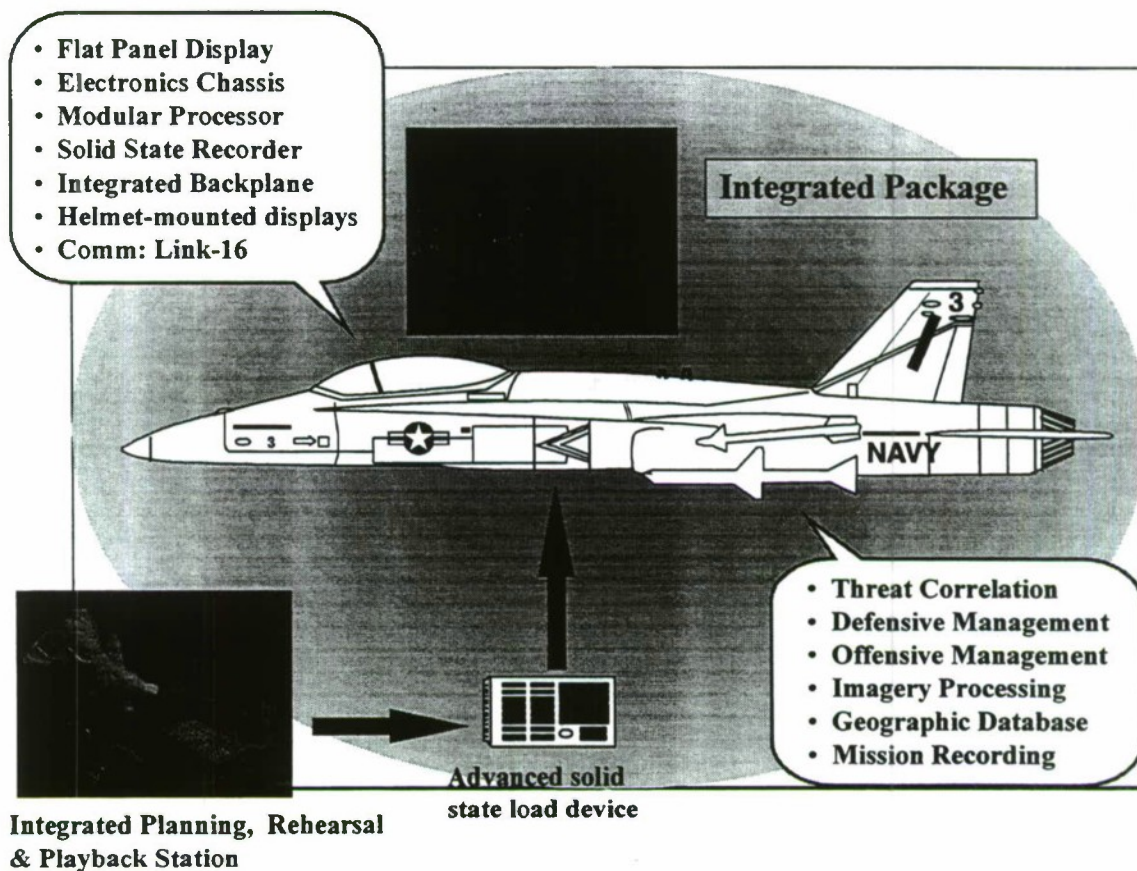 • Flat Panel Display
• Electronics Chassis
• Modular Processor
• Solid State Recorder
• Integrated Backplane
• Helmet-mounted displays
• Comm: Link-16
Integrated Package
3
3
NAVY
• Threat Correlation
• Defensive Management
• Offensive Management
• Imagery Processing
• Geographic Database
• Mission Recording
Advanced solid
state load device
Integrated Planning, Rehearsal
& Playback Station